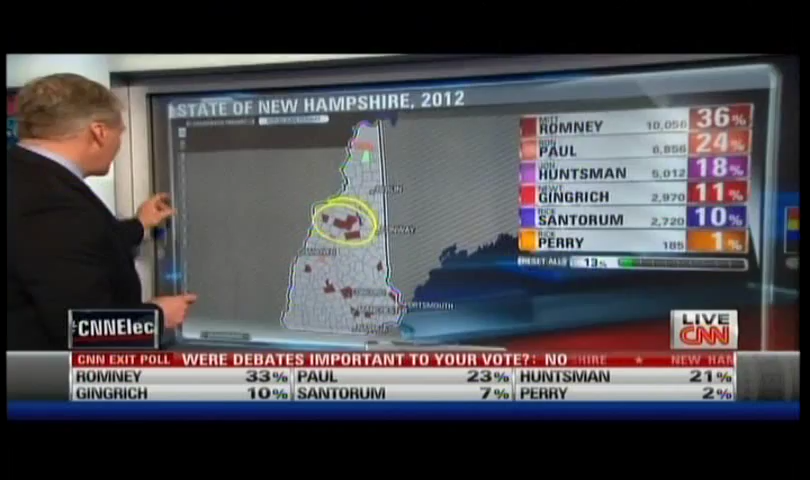 STATE OF NEW HAMPSHIRE, 2012
MITT
ROMNEY 10,056 36%
RON
PAUL 6,856 24%
JON
HUNTSMAN 5,012 18%
NEWT
GINGRICH 2,970 11%
RICK
SANTORUM 2,720 10%
RICK
PERRY 185 1%
RESET ALL 13%
#CNNElec
LIVE
CNN
CNN EXIT POLL WERE DEBATES IMPORTANT TO YOUR VOTE?: NO HIRE ★ NEW HAM
ROMNEY 33% PAUL 23% HUNTSMAN 21%
GINGRICH 10% SANTORUM 7% PERRY 2%